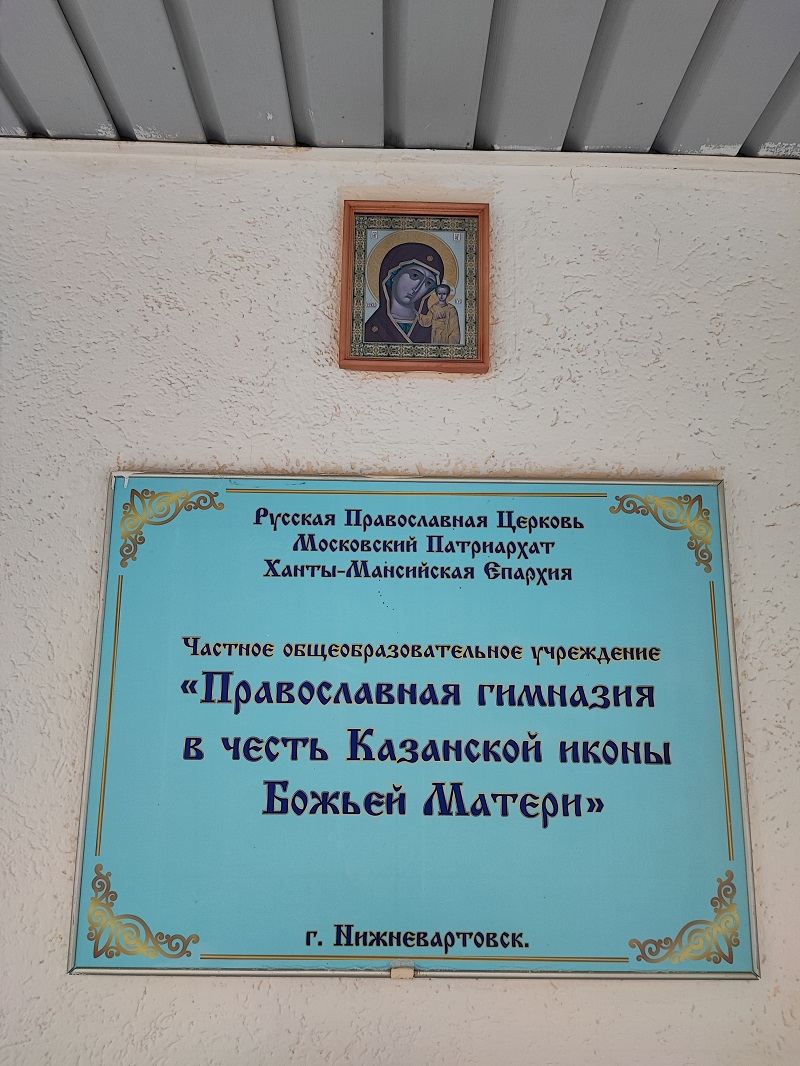 Русская Православная Церковь
Московский Патриархат
Ханты-Мансийская Епархия
Частное общеобразовательное учреждение
«Православная гимназия
в честь Казанской иконы
Божьей Матери»
г. Нижневартовск.